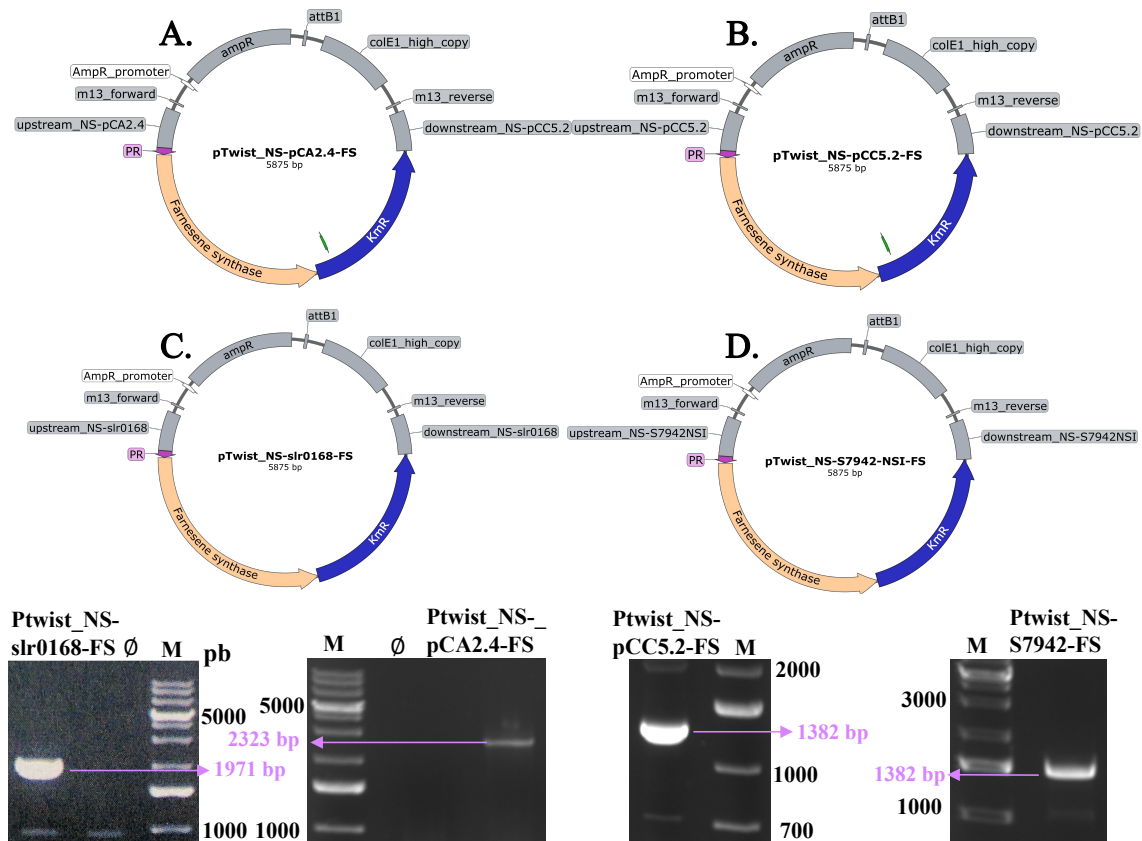 A.
attB1
ampR
colE1_high_copy
AmpR_promoter
m13_forward
m13_reverse
upstream_NS-pCA2.4
downstream_NS-pCC5.2
PR
pTwist_NS-pCA2.4-FS
5875 bp
Farnesene synthase
KmR
B.
attB1
ampR
colE1_high_copy
AmpR_promoter
m13_forward
m13_reverse
upstream_NS-pCC5.2
downstream_NS-pCC5.2
PR
pTwist_NS-pCC5.2-FS
5875 bp
Farnesene synthase
KmR
C.
attB1
ampR
colE1_high_copy
AmpR_promoter
m13_forward
m13_reverse
upstream_NS-slr0168
downstream_NS-slr0168
PR
pTwist_NS-slr0168-FS
5875 bp
Farnesene synthase
KmR
D.
attB1
ampR
colE1_high_copy
AmpR_promoter
m13_forward
m13_reverse
upstream_NS-S7942NSI
downstream_NS-S7942NSI
PR
pTwist_NS-S7942-NSI-FS
5875 bp
Farnesene synthase
KmR
Ptwist_NS-
slr0168-FS Ø M pb
5000
1971 bp
1000
Ptwist_NS-_
M Ø pCA2.4-FS
5000
2323 bp
1000
Ptwist_NS-
pCC5.2-FS M
2000
1382 bp
1000
700
Ptwist_NS-
M S7942-FS
3000
1382 bp
1000